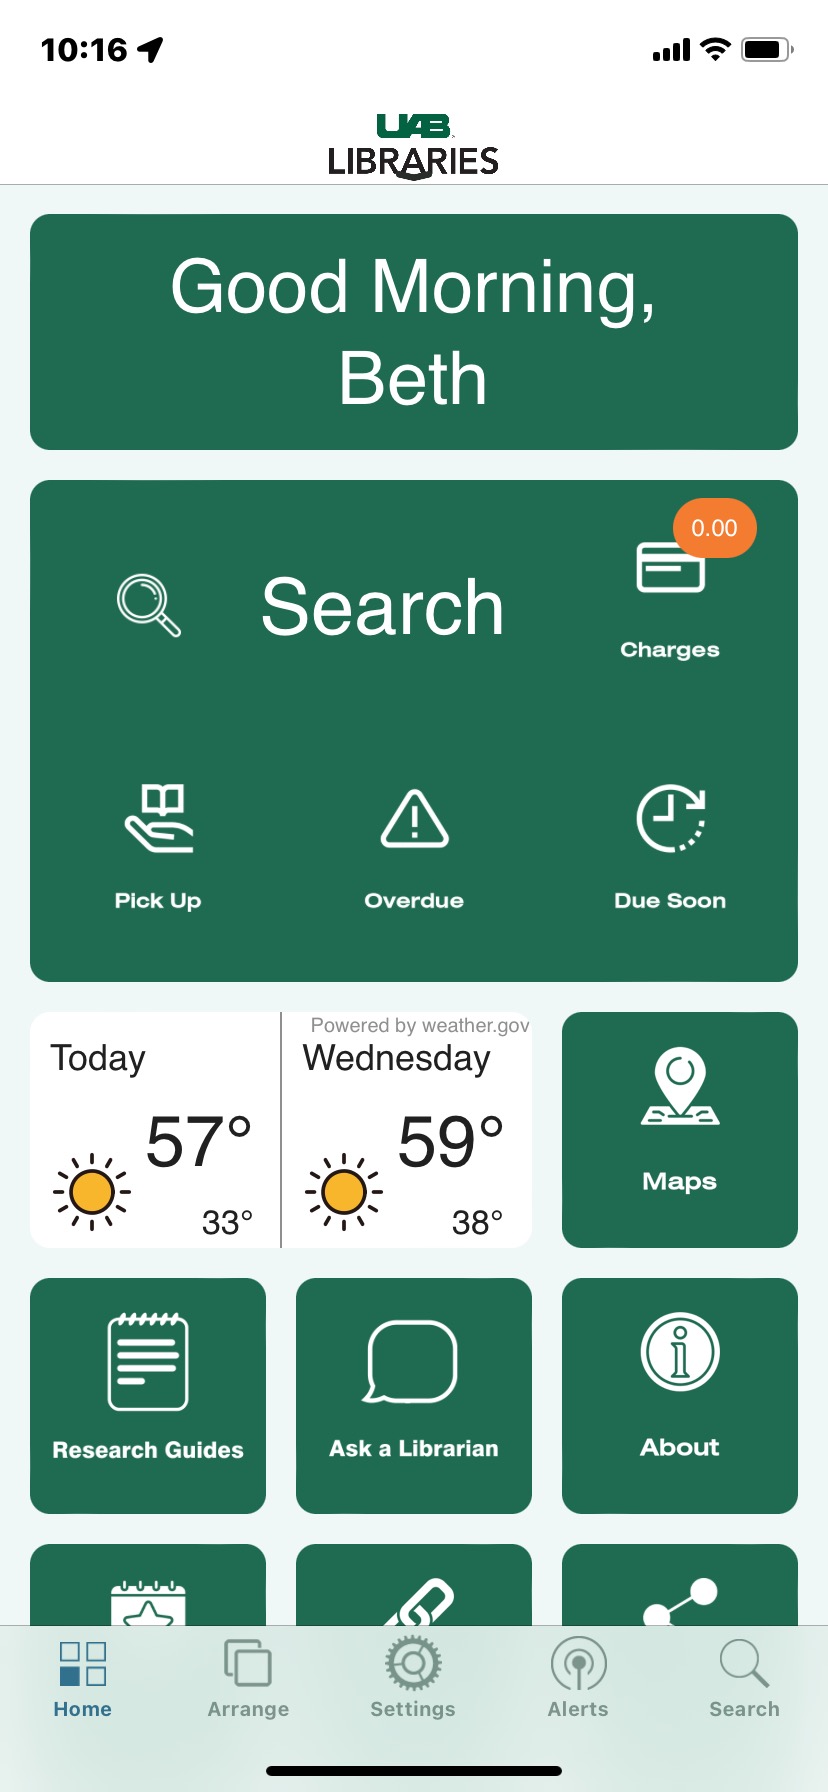 10:16
UAB
LIBRARIES
Good Morning,
Beth
0.00
Search
Charges
Pick Up
Overdue
Due Soon
Powered by weather.gov
Today
Wednesday
57°
59°
33°
38°
Maps
Research Guides
Ask a Librarian
About
Home
Arrange
Settings
Alerts
Search